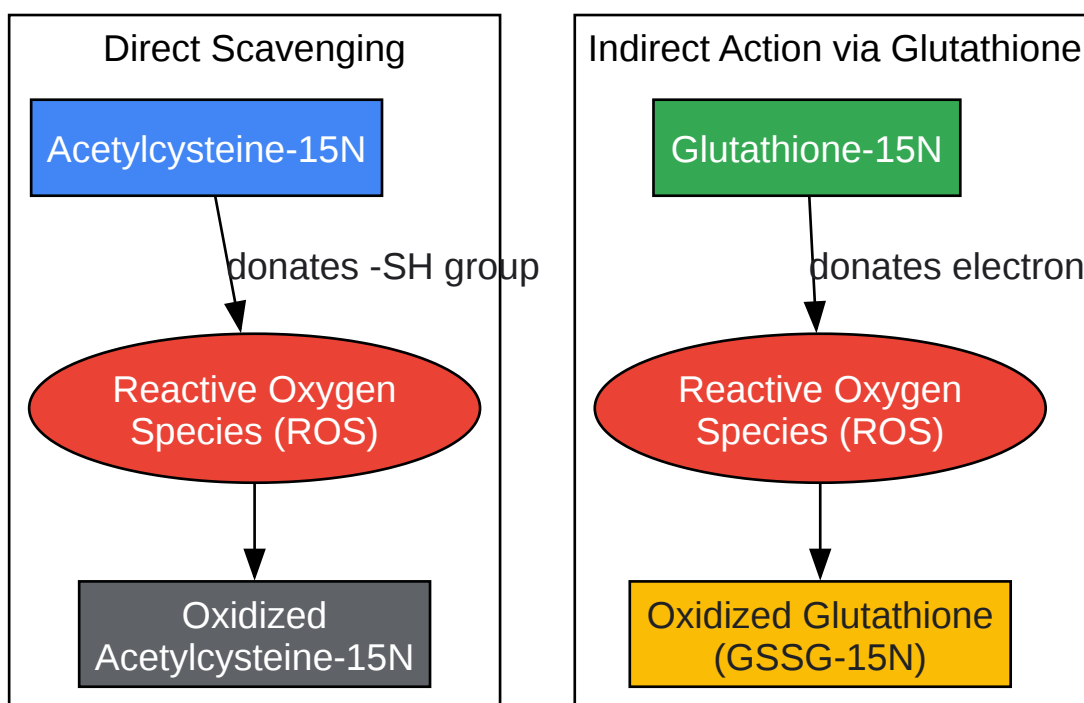 Direct Scavenging
Acetylcysteine-15N
donates -SH group
Reactive Oxygen
Species (ROS)
Oxidized
Acetylcysteine-15N
Indirect Action via Glutathione
Glutathione-15N
donates electron
Reactive Oxygen
Species (ROS)
Oxidized Glutathione
(GSSG-15N)